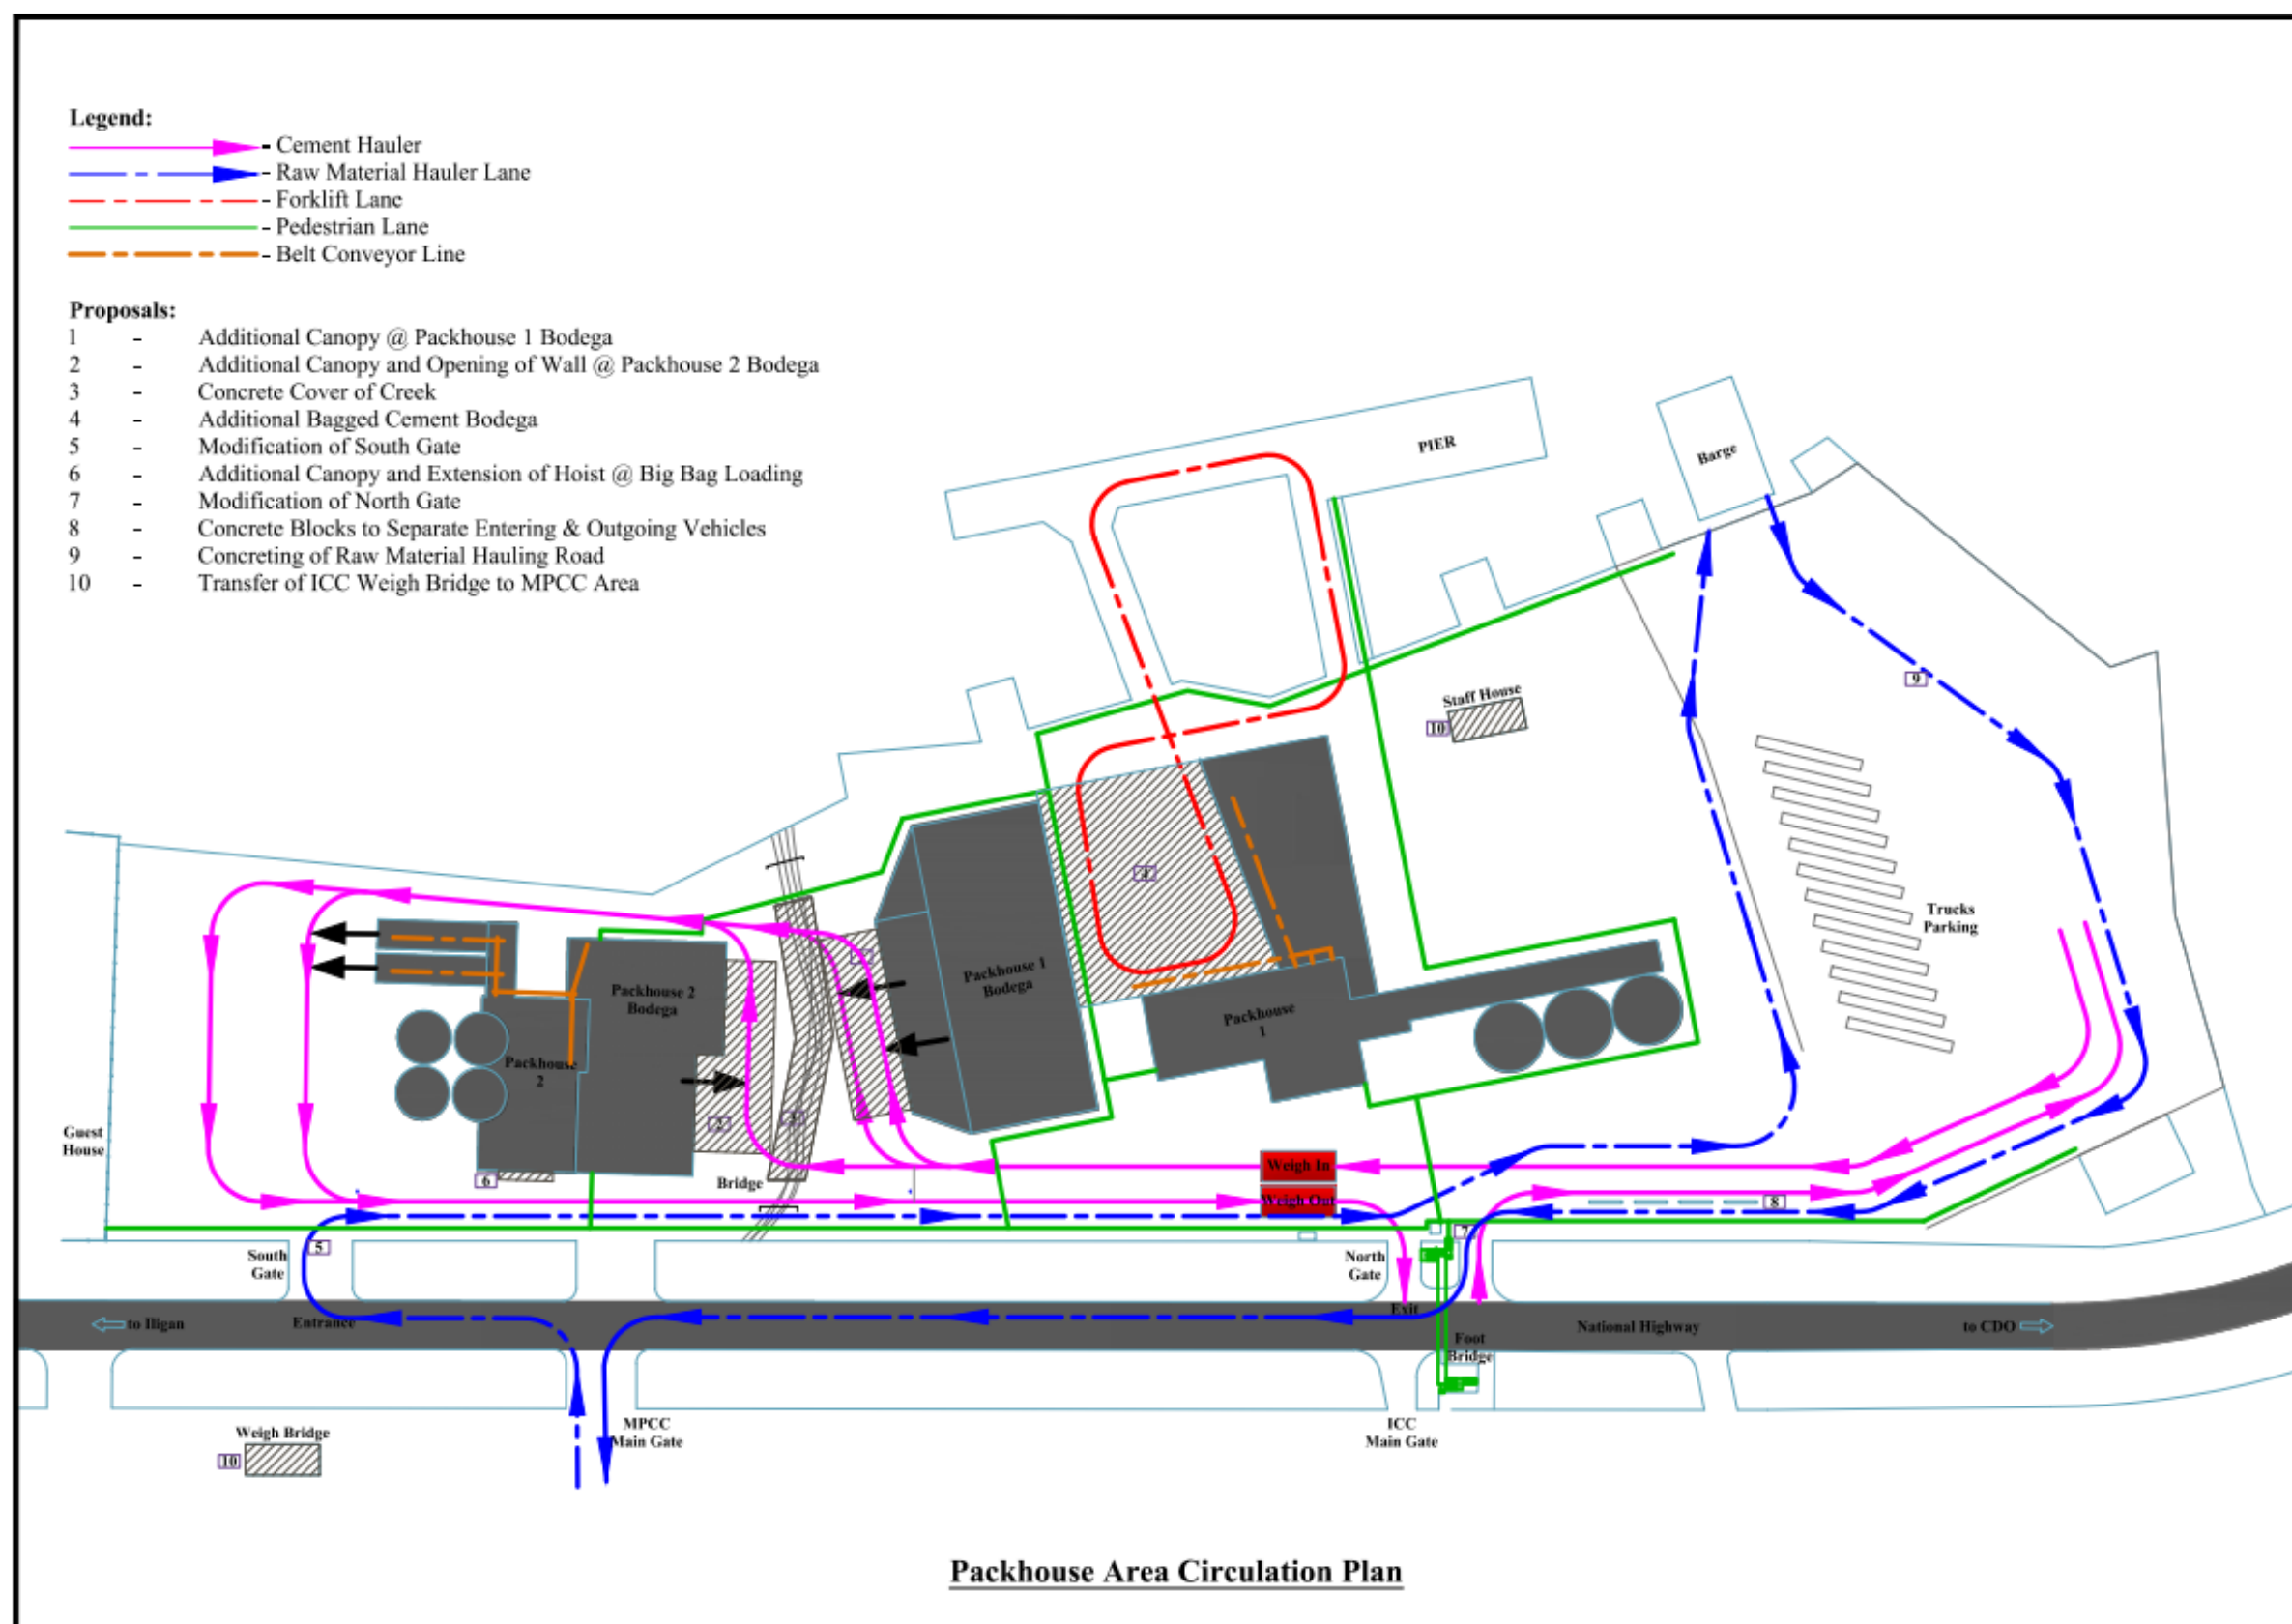 Legend:
- Cement Hauler
- Raw Material Hauler Lane
- Forklift Lane
- Pedestrian Lane
- Belt Conveyor Line
Proposals:
1 - Additional Canopy @ Packhouse 1 Bodega
2 - Additional Canopy and Opening of Wall @ Packhouse 2 Bodega
3 - Concrete Cover of Creek
4 - Additional Bagged Cement Bodega
5 - Modification of South Gate
6 - Additional Canopy and Extension of Hoist @ Big Bag Loading
7 - Modification of North Gate
8 - Concrete Blocks to Separate Entering & Outgoing Vehicles
9 - Concreting of Raw Material Hauling Road
10 - Transfer of ICC Weigh Bridge to MPCC Area
PIER
Barge
9
Staff House
10
4
Trucks
Parking
Packhouse 1
Bodega
Packhouse 2
Bodega
Packhouse
1
Packhouse
2
2
Guest
House
6
Bridge
Weigh In
Weigh Out
8
7
5
South
Gate
North
Gate
to Iligan
Entrance
Exit
National Highway
to CDO
Foot
Bridge
MPCC
Main Gate
ICC
Main Gate
Weigh Bridge
10
Packhouse Area Circulation Plan